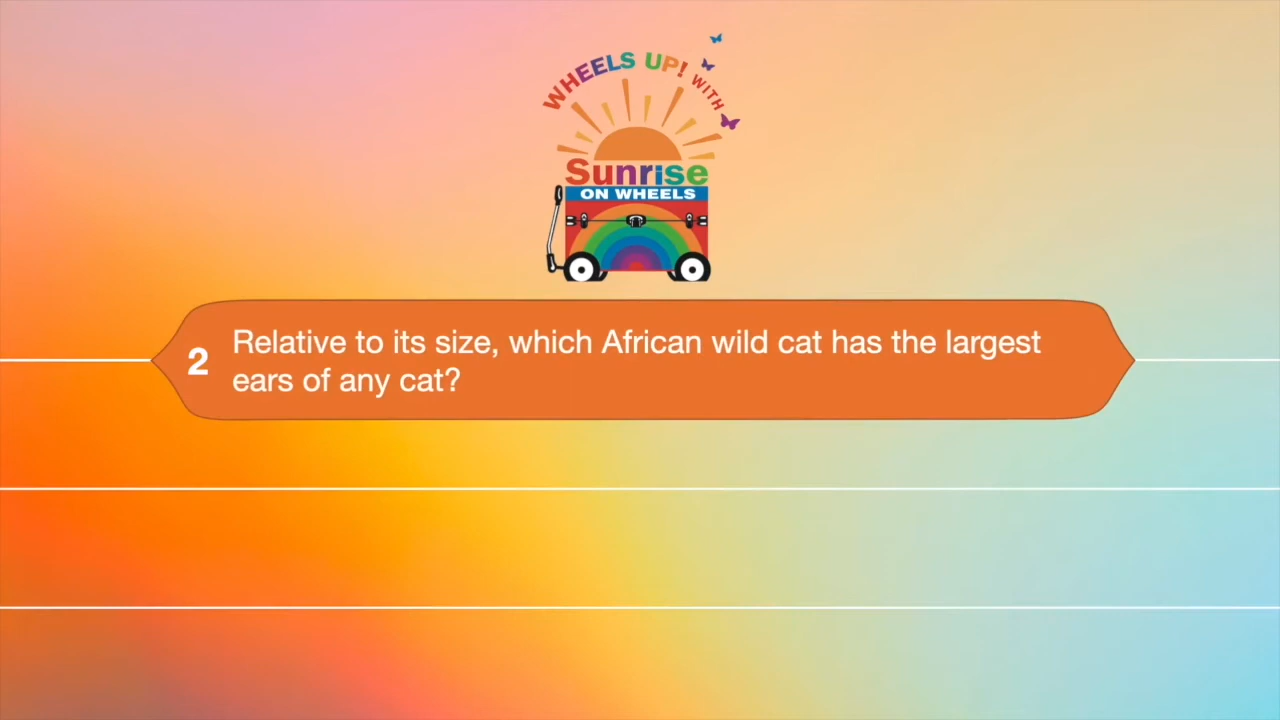 WHEELS UP! WITH
Sunrise
ON WHEELS
2
Relative to its size, which African wild cat has the largest
ears of any cat?